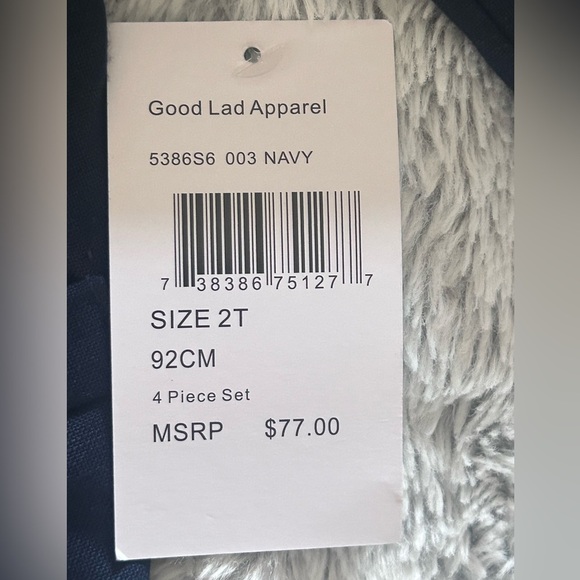 Good Lad Apparel
5386S6 003 NAVY
7 38386 75127 7
SIZE 2T
92CM
4 Piece Set
MSRP $77.00